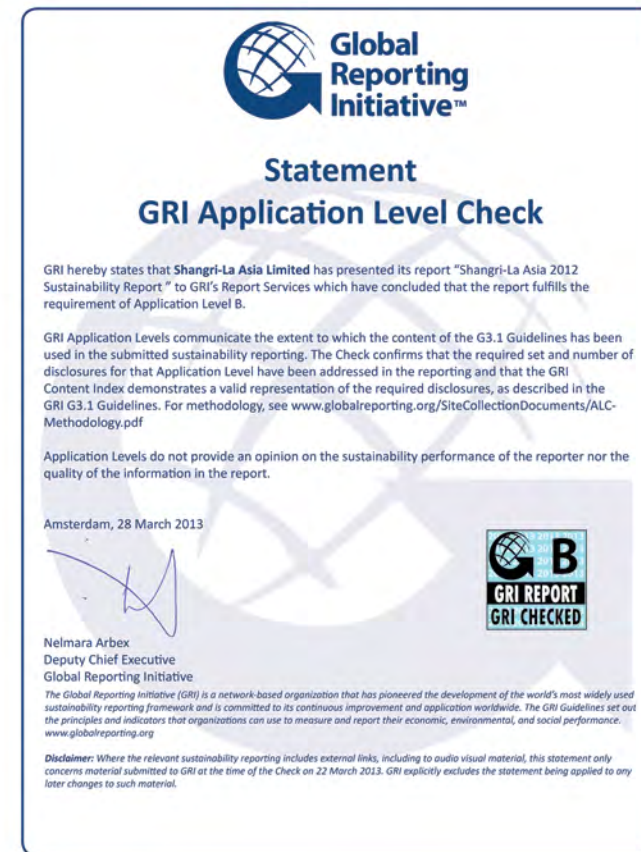 Global
Reporting
Initiative™
Statement
GRI Application Level Check
GRI hereby states that Shangri-La Asia Limited has presented its report “Shangri-La Asia 2012
Sustainability Report ” to GRI’s Report Services which have concluded that the report fulfills the
requirement of Application Level B.
GRI Application Levels communicate the extent to which the content of the G3.1 Guidelines has been
used in the submitted sustainability reporting. The Check confirms that the required set and number of
disclosures for that Application Level have been addressed in the reporting and that the GRI
Content Index demonstrates a valid representation of the required disclosures, as described in the
GRI G3.1 Guidelines. For methodology, see www.globalreporting.org/SiteCollectionDocuments/ALC-
Methodology.pdf
Application Levels do not provide an opinion on the sustainability performance of the reporter nor the
quality of the information in the report.
Amsterdam, 28 March 2013
B
GRI REPORT
GRI CHECKED
Nelmara Arbex
Deputy Chief Executive
Global Reporting Initiative
The Global Reporting Initiative (GRI) is a network-based organization that has pioneered the development of the world’s most widely used
sustainability reporting framework and is committed to its continuous improvement and application worldwide. The GRI Guidelines set out
the principles and indicators that organizations can use to measure and report their economic, environmental, and social performance.
www.globalreporting.org
Disclaimer: Where the relevant sustainability reporting includes external links, including to audio visual material, this statement only
concerns material submitted to GRI at the time of the Check on 22 March 2013. GRI explicitly excludes the statement being applied to any
later changes to such material.